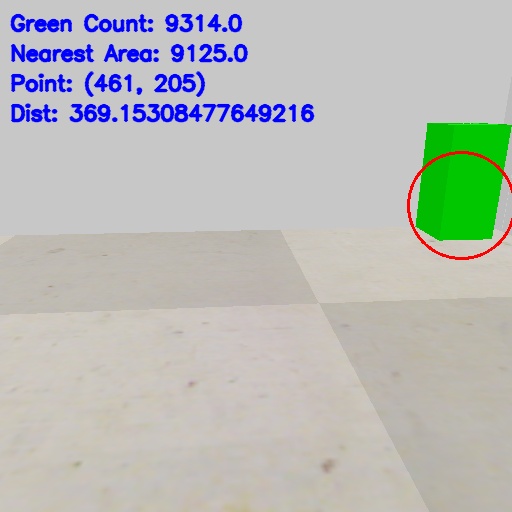 Green Count: 9314.0
Nearest Area: 9125.0
Point: (461, 205)
Dist: 369.15308477649216